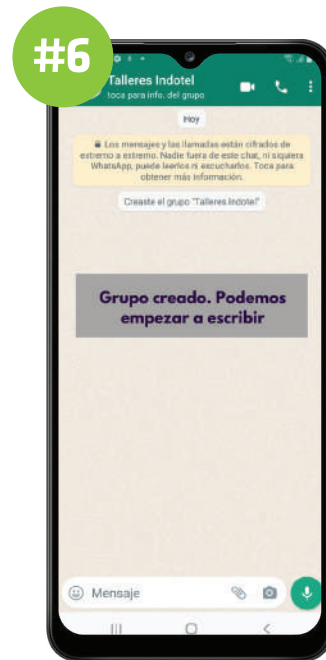 #6
Talleres Indotel
toca para info. del grupo
Hoy
Los mensajes y las llamadas están cifrados de
extremo a extremo. Nadie fuera de este chat, ni siquiera
WhatsApp, puede leerlos ni escucharlos. Toca para
obtener más información.
Creaste el grupo "Talleres Indotel"
Grupo creado. Podemos
empezar a escribir
Mensaje